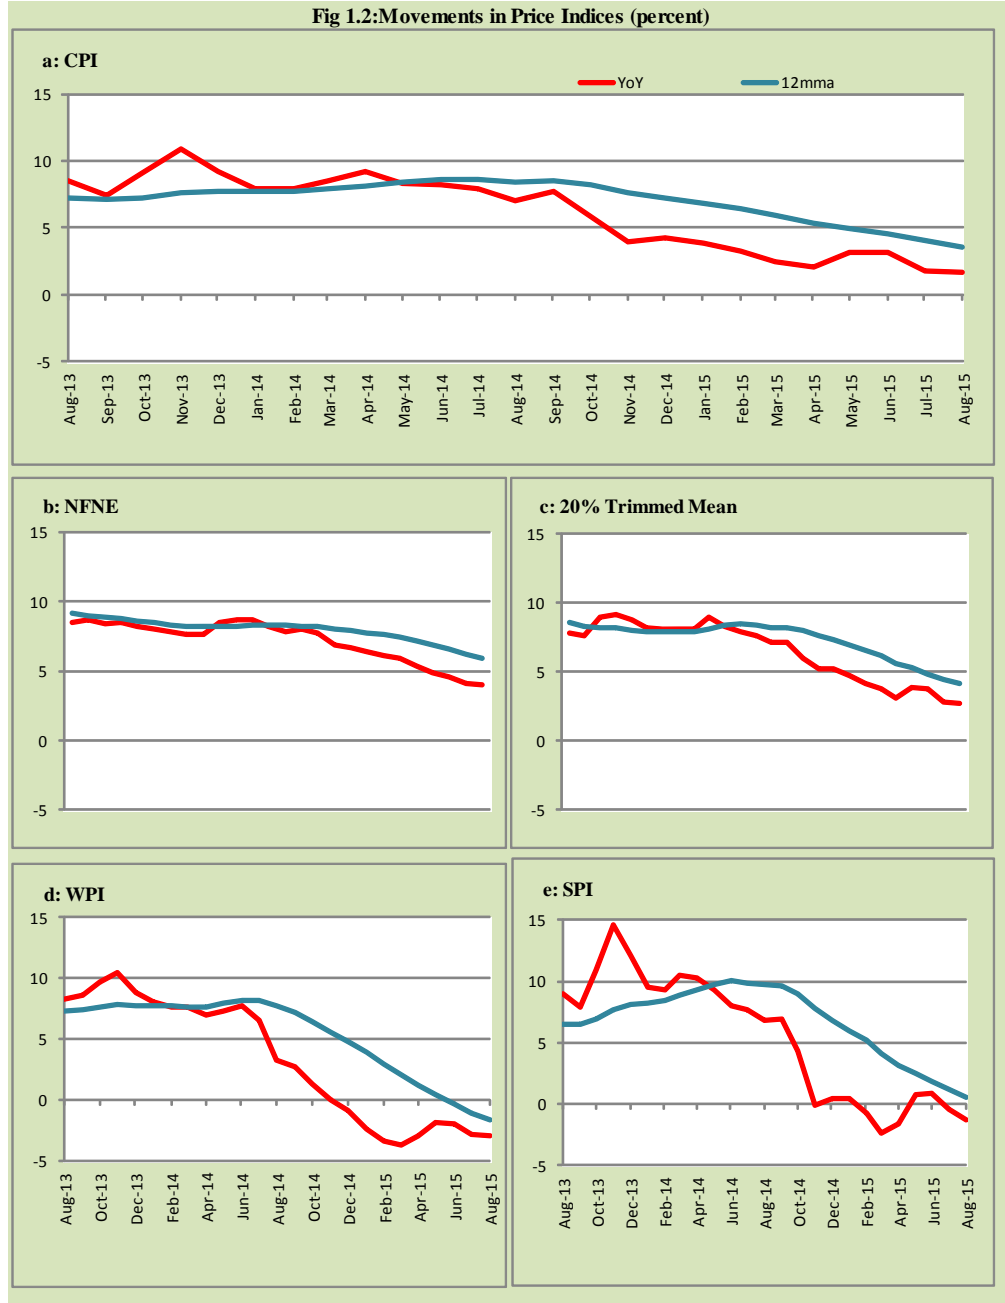 Fig 1.2:Movements in Price Indices (percent)
a: CPI
YoY 12mma
15
10
5
0
-5
Aug-13 Sep-13 Oct-13 Nov-13 Dec-13 Jan-14 Feb-14 Mar-14 Apr-14 May-14 Jun-14 Jul-14 Aug-14 Sep-14 Oct-14 Nov-14 Dec-14 Jan-15 Feb-15 Mar-15 Apr-15 May-15 Jun-15 Jul-15 Aug-15
b: NFNE
15
10
5
0
-5
c: 20% Trimmed Mean
15
10
5
0
-5
d: WPI
15
10
5
0
-5
Aug-13 Oct-13 Dec-13 Feb-14 Apr-14 Jun-14 Aug-14 Oct-14 Dec-14 Feb-15 Apr-15 Jun-15 Aug-15
e: SPI
15
10
5
0
-5
Aug-13 Oct-13 Dec-13 Feb-14 Apr-14 Jun-14 Aug-14 Oct-14 Dec-14 Feb-15 Apr-15 Jun-15 Aug-15